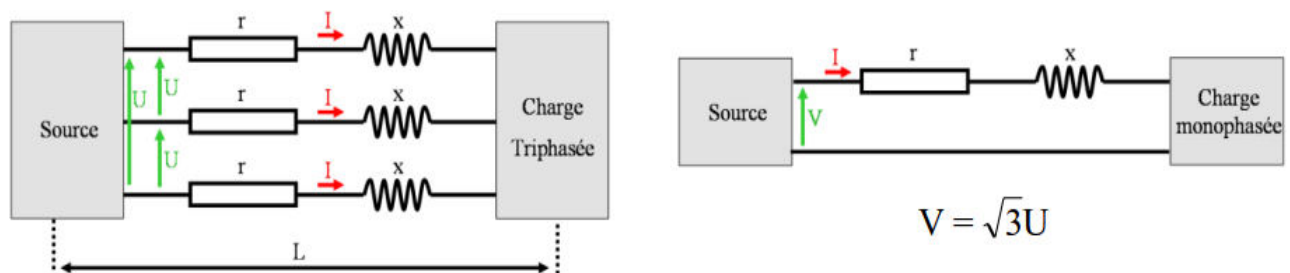 r
I
x
U
U
r
I
x
Source
Charge
Triphasée
U
r
I
x
L
I
r
x
Source
V
Charge
monophasée
V = √3U